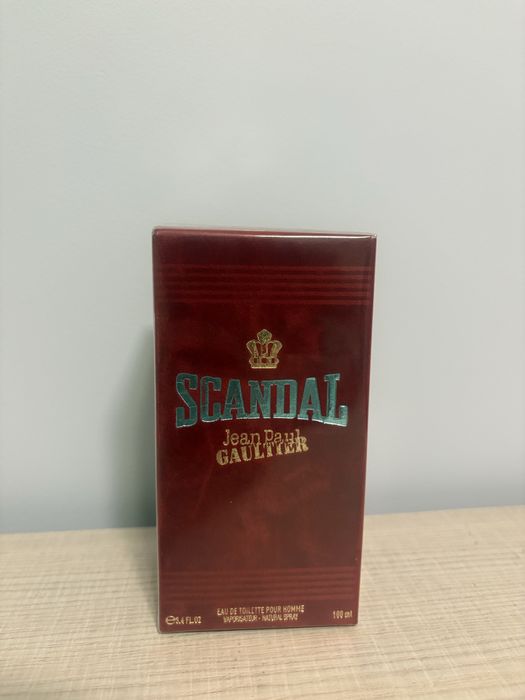 SCANDAL
Jean Paul
GAULTIER
EAU DE TOILETTE POUR HOMME
VAPORISATEUR - NATURAL SPRAY
℮3.4 FL.OZ
100 ml